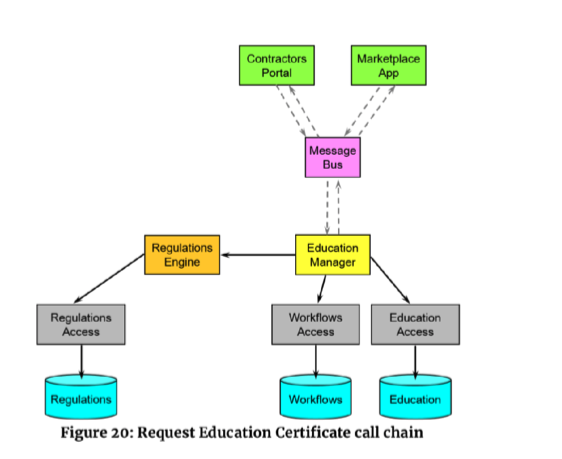 Contractors
Portal
Marketplace
App
Message
Bus
Regulations
Engine
Education
Manager
Regulations
Access
Workflows
Access
Education
Access
Regulations
Workflows
Education
Figure 20: Request Education Certificate call chain